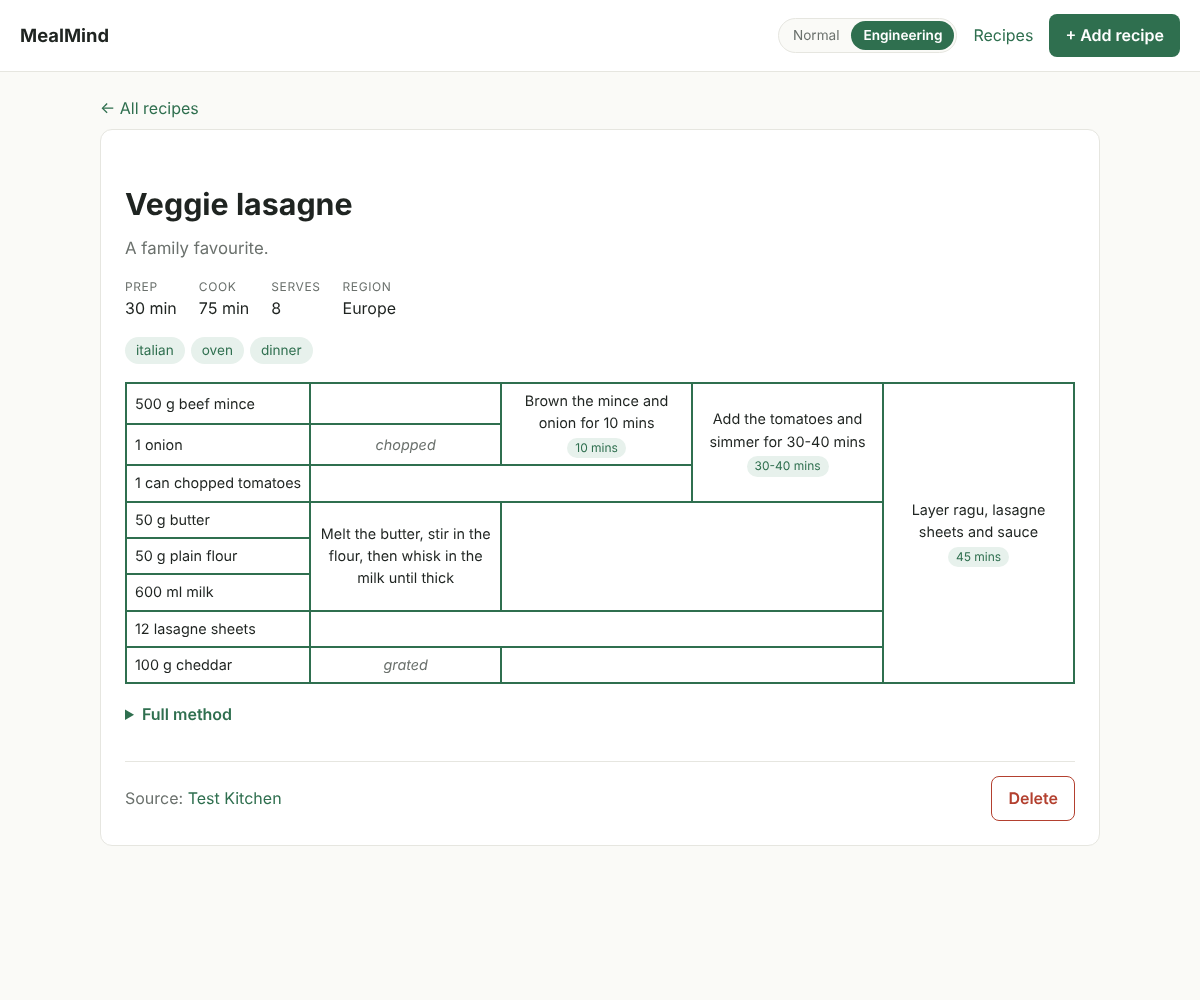 MealMind
Normal
Engineering
Recipes
+ Add recipe
← All recipes
Veggie lasagne
A family favourite.
PREP
30 min
COOK
75 min
SERVES
8
REGION
Europe
italian
oven
dinner
500 g beef mince
1 onion
chopped
Brown the mince and
onion for 10 mins
10 mins
1 can chopped tomatoes
Add the tomatoes and
simmer for 30-40 mins
30-40 mins
50 g butter
50 g plain flour
600 ml milk
Melt the butter, stir in the
flour, then whisk in the
milk until thick
12 lasagne sheets
100 g cheddar
grated
Layer ragu, lasagne
sheets and sauce
45 mins
Full method
Source: Test Kitchen
Delete